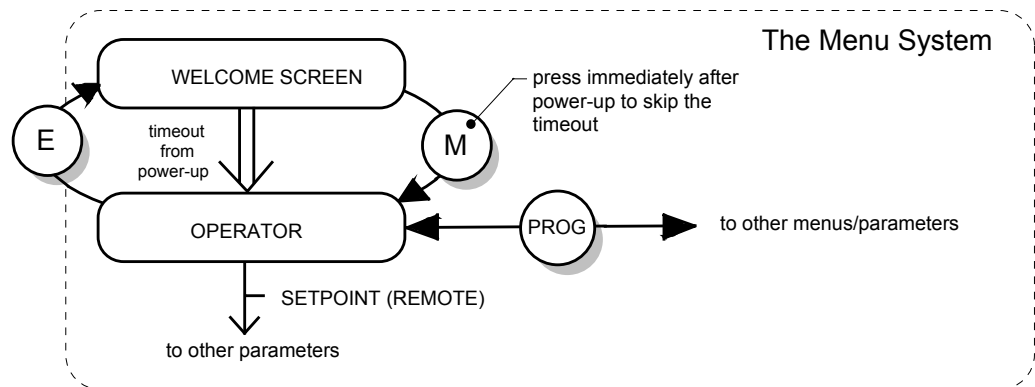 The Menu System
WELCOME SCREEN
press immediately after
power-up to skip the
timeout
E
timeout
from
power-up
M
OPERATOR
PROG
to other menus/parameters
SETPOINT (REMOTE)
to other parameters